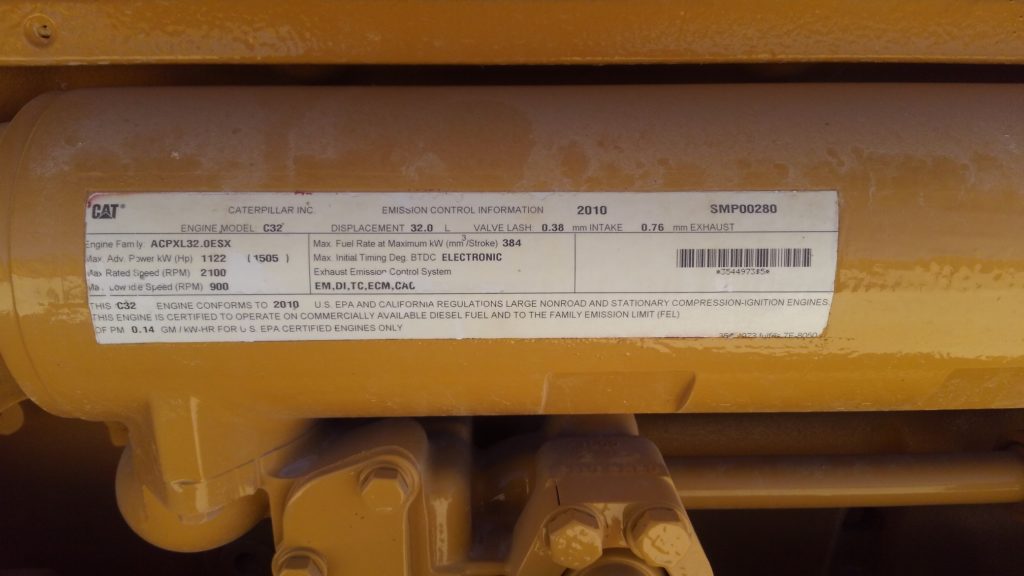 CAT® CATERPILLAR INC EMISSION CONTROL INFORMATION 2010 SMP00280
ENGINE MODEL C32 DISPLACEMENT 32.0 L VALVE LASH 0.38 mm INTAKE 0.76 mm EXHAUST
Engine Family ACPXL32.0ESX
Max. Adv. Power kW (Hp) 1122 (1505)
Max Rated Speed (RPM) 2100
Max. Low Idle Speed (RPM) 900
Max. Fuel Rate at Maximum kW (mm³/Stroke) 384
Max. Initial Timing Deg. BTDC ELECTRONIC
Exhaust Emission Control System
EM,DI,TC,ECM,CAC
*3544973#5*
THIS C32 ENGINE CONFORMS TO 2010 U.S. EPA AND CALIFORNIA REGULATIONS LARGE NONROAD AND STATIONARY COMPRESSION-IGNITION ENGINES.
THIS ENGINE IS CERTIFIED TO OPERATE ON COMMERCIALLY AVAILABLE DIESEL FUEL AND TO THE FAMILY EMISSION LIMIT (FEL)
OF PM 0.14 GM / kW-HR FOR U S. EPA CERTIFIED ENGINES ONLY